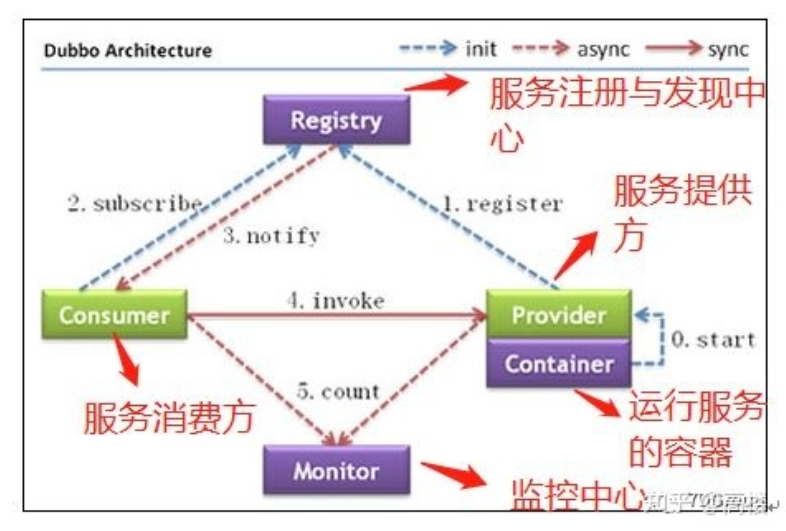 Dubbo Architecture
init
async
sync
服务注册与发现中
心
Registry
服务提供
方
2. subscribe
1. register
3. notify
Consumer
4. invoke
Provider
Container
0. start
服务消费方
5. count
运行服务
的容器
Monitor
监控中心
知乎